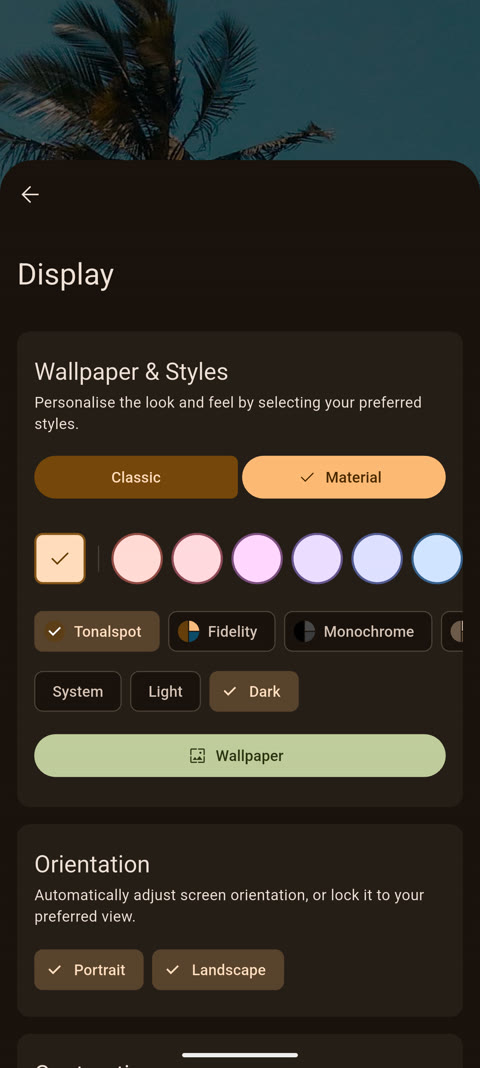 Display
Wallpaper & Styles
Personalise the look and feel by selecting your preferred
styles.
Classic
Material
Tonalspot
Fidelity
Monochrome
System
Light
Dark
Wallpaper
Orientation
Automatically adjust screen orientation, or lock it to your
preferred view.
Portrait
Landscape